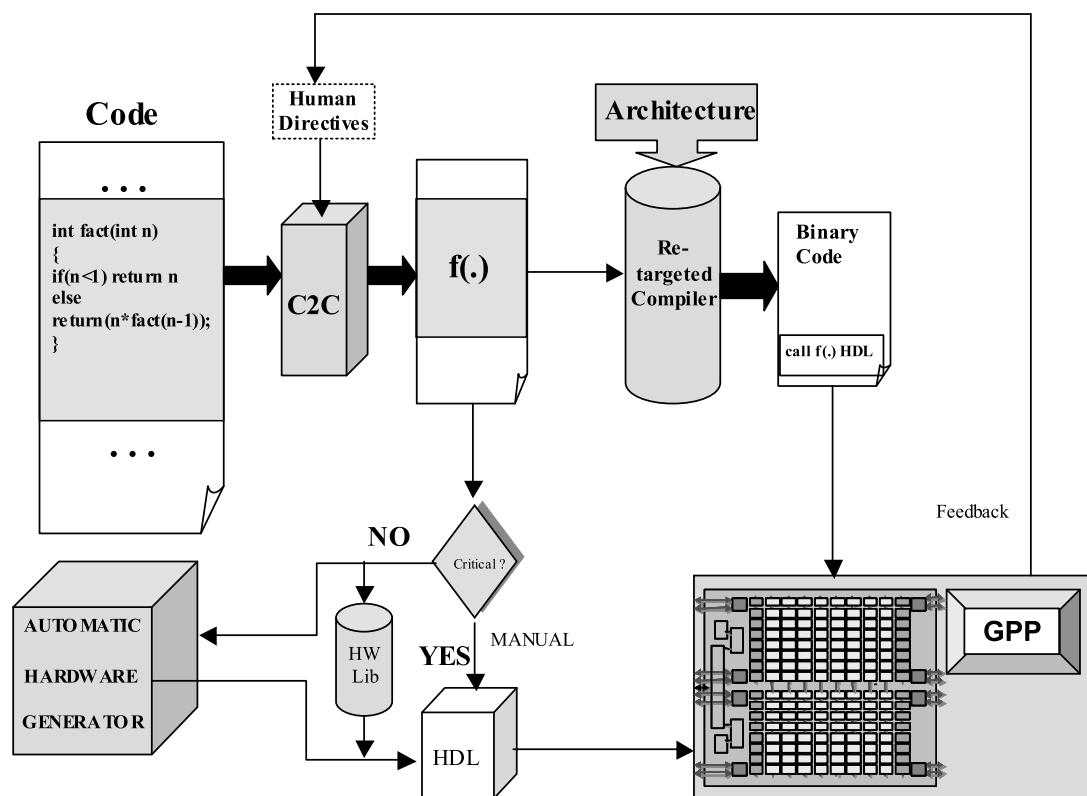 Code
Human
Directives
Architecture
. . .
int fact(int n)
{
if(n<1) return n
else
return(n*fact(n-1));
}
. . .
C2C
f(.)
Re-
targeted
Compiler
Binary
Code
call f(.) HDL
Feedback
NO
Critical ?
YES
MANUAL
AUTOMATIC
HARDWARE
GENERATOR
HW
Lib
HDL
GPP